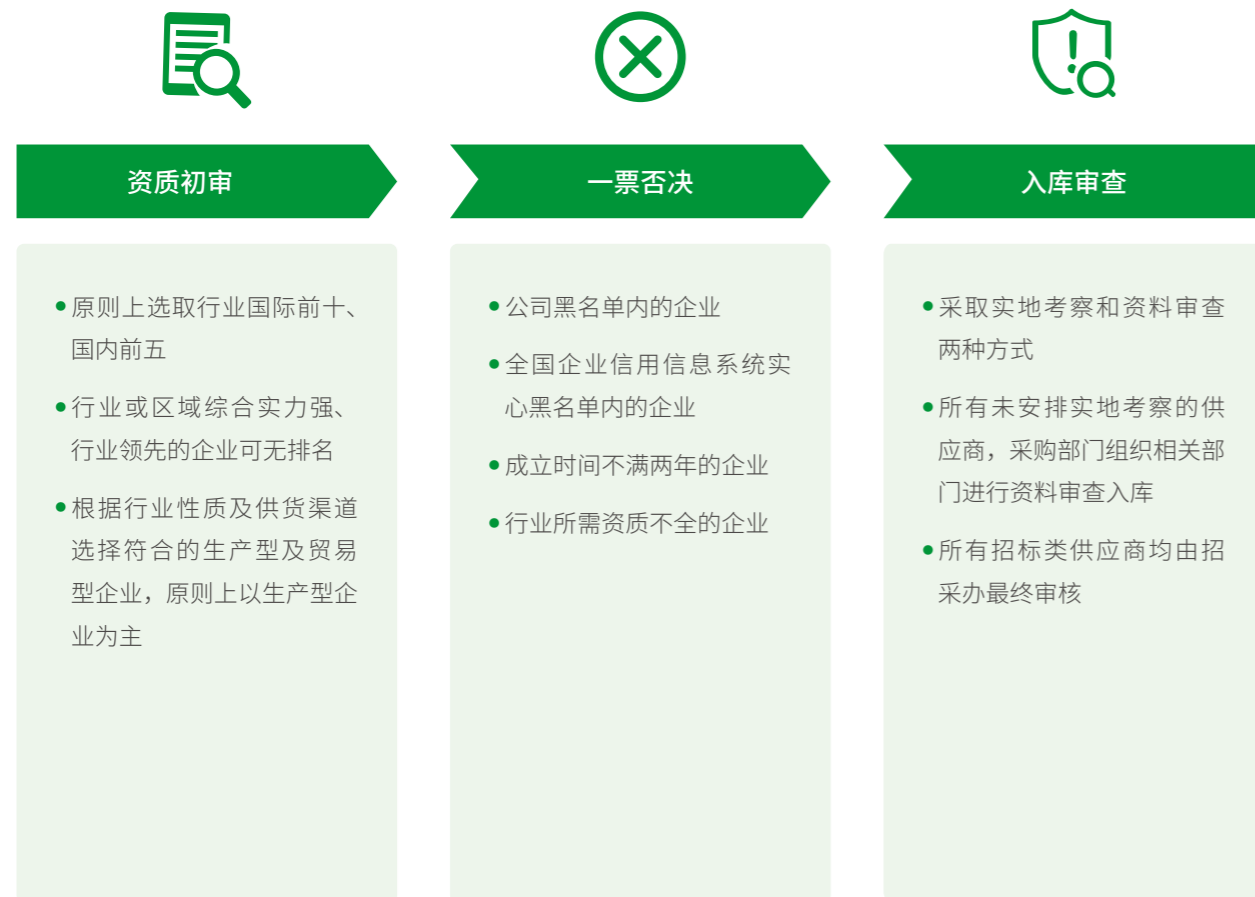 资质初审
原则上选取行业国际前十、
国内前五
行业或区域综合实力强、
行业领先的企业可无排名
根据行业性质及供货渠道
选择符合的生产型及贸易
型企业，原则上以生产型企
业为主
一票否决
公司黑名单内的企业
全国企业信用信息系统实
心黑名单内的企业
成立时间不满两年的企业
行业所需资质不全的企业
入库审查
采取实地考察和资料审查
两种方式
所有未安排实地考察的供
应商，采购部门组织相关部
门进行资料审查入库
所有招标类供应商均由招
采办最终审核